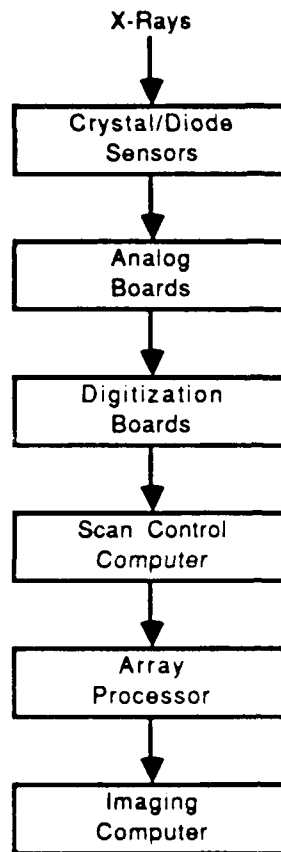 X-Rays
Crystal/Diode
Sensors
Analog
Boards
Digitization
Boards
Scan Control
Computer
Array
Processor
Imaging
Computer